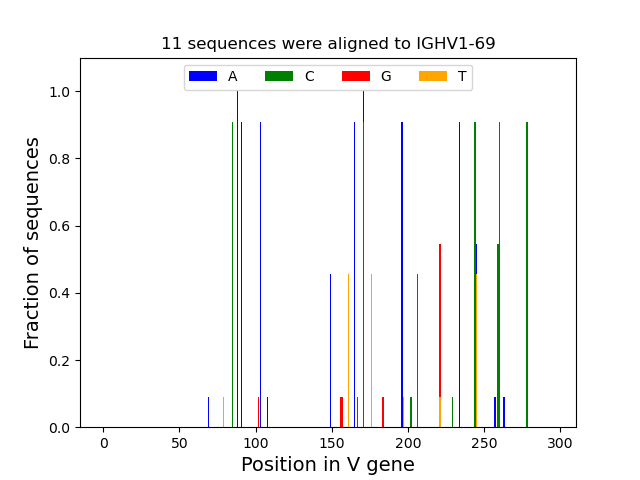 11 sequences were aligned to IGHV1-69
A C G T
1.0
0.8
0.6
0.4
0.2
0.0
Fraction of sequences
0 50 100 150 200 250 300
Position in V gene